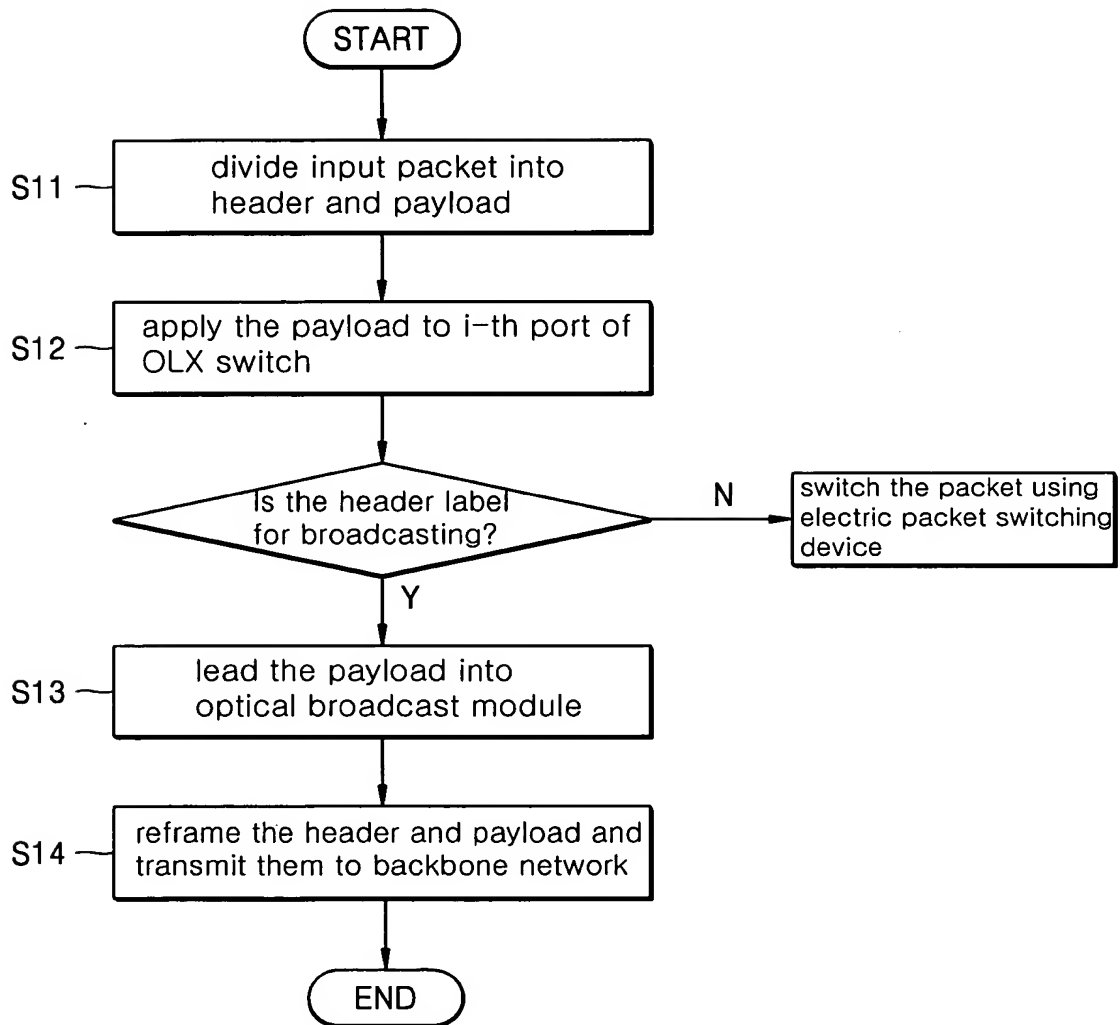 START
S11
divide input packet into
header and payload
S12
apply the payload to i-th port of
OLX switch
Is the header label
for broadcasting?
N
switch the packet using
electric packet switching
device
Y
S13
lead the payload into
optical broadcast module
S14
reframe the header and payload and
transmit them to backbone network
END